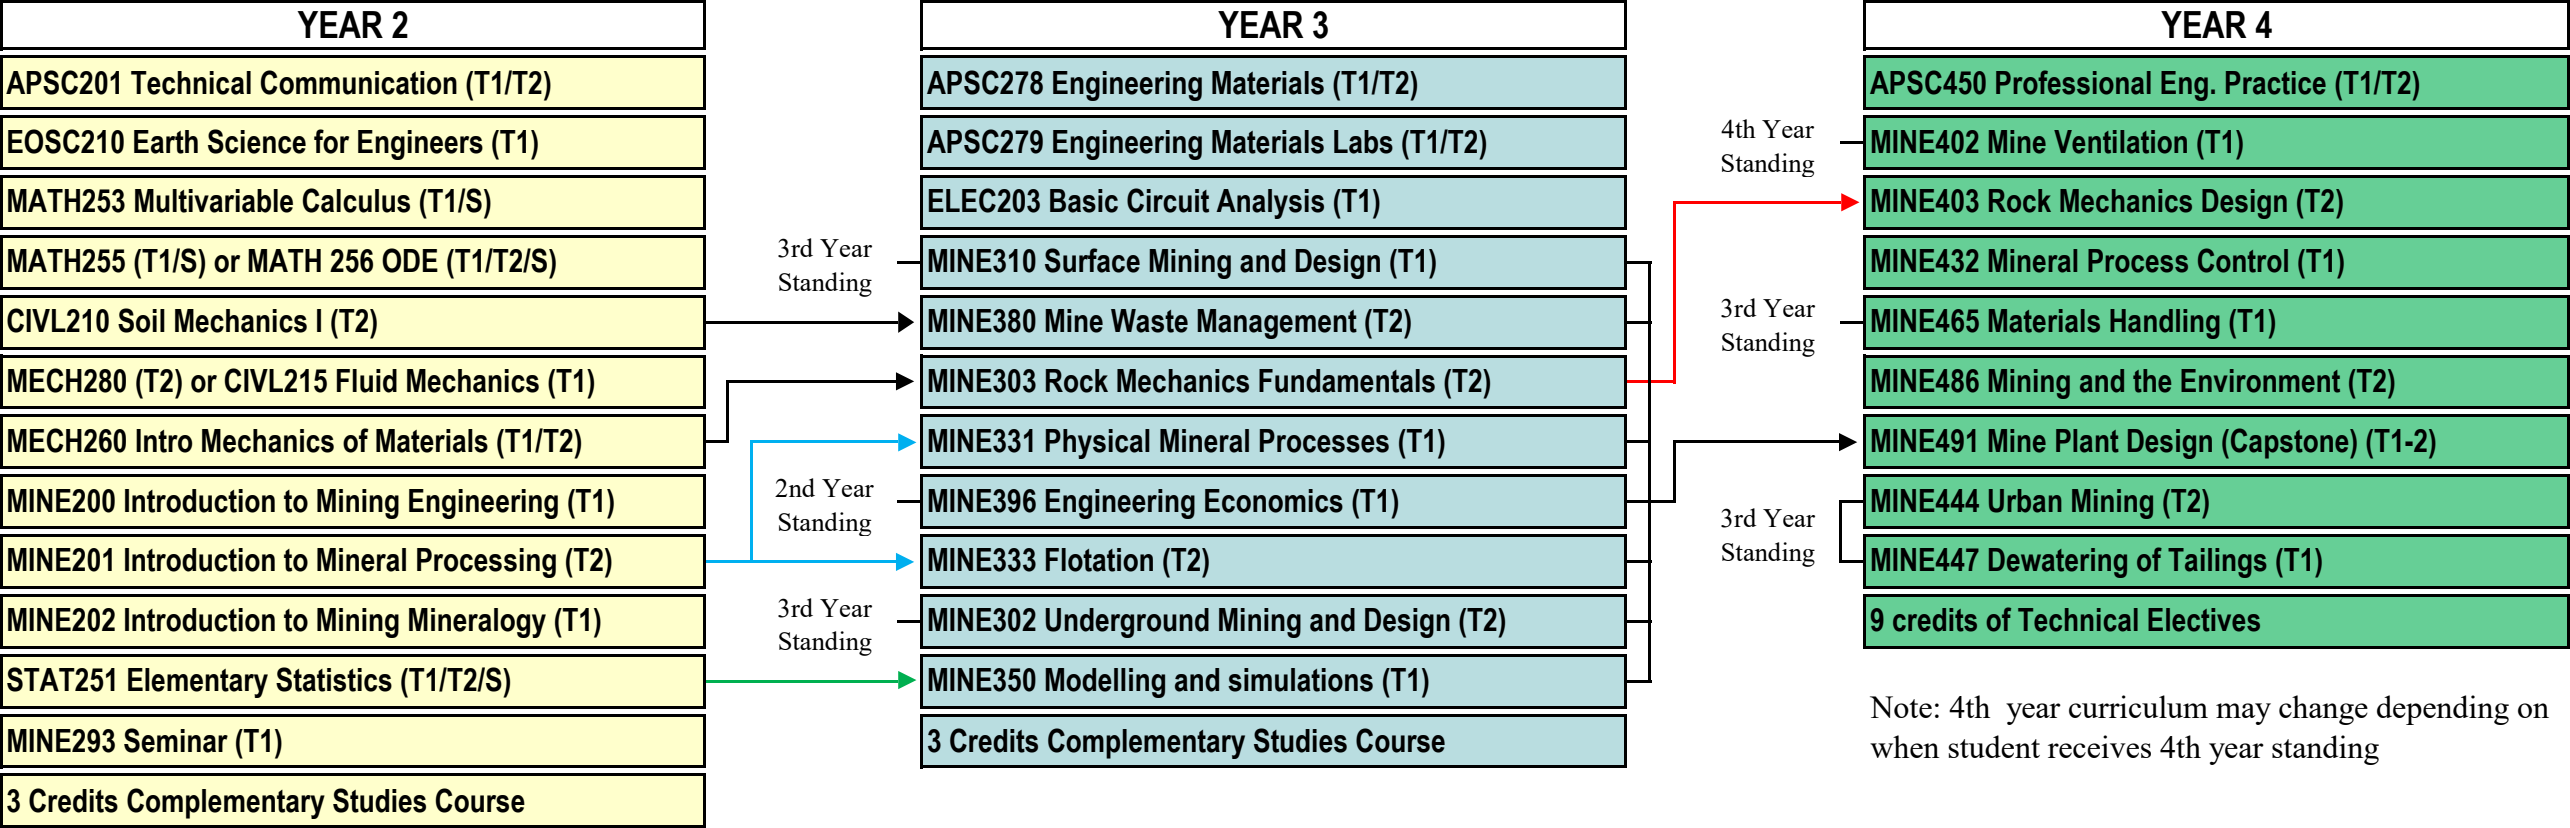 YEAR 2
APSC201 Technical Communication (T1/T2)
EOSC210 Earth Science for Engineers (T1)
MATH253 Multivariable Calculus (T1/S)
MATH255 (T1/S) or MATH 256 ODE (T1/T2/S)
CIVL210 Soil Mechanics I (T2)
MECH280 (T2) or CIVL215 Fluid Mechanics (T1)
MECH260 Intro Mechanics of Materials (T1/T2)
MINE200 Introduction to Mining Engineering (T1)
MINE201 Introduction to Mineral Processing (T2)
MINE202 Introduction to Mining Mineralogy (T1)
STAT251 Elementary Statistics (T1/T2/S)
MINE293 Seminar (T1)
3 Credits Complementary Studies Course
3rd Year
Standing
2nd Year
Standing
3rd Year
Standing
YEAR 3
APSC278 Engineering Materials (T1/T2)
APSC279 Engineering Materials Labs (T1/T2)
ELEC203 Basic Circuit Analysis (T1)
MINE310 Surface Mining and Design (T1)
MINE380 Mine Waste Management (T2)
MINE303 Rock Mechanics Fundamentals (T2)
MINE331 Physical Mineral Processes (T1)
MINE396 Engineering Economics (T1)
MINE333 Flotation (T2)
MINE302 Underground Mining and Design (T2)
MINE350 Modelling and simulations (T1)
3 Credits Complementary Studies Course
4th Year
Standing
3rd Year
Standing
3rd Year
Standing
YEAR 4
APSC450 Professional Eng. Practice (T1/T2)
MINE402 Mine Ventilation (T1)
MINE403 Rock Mechanics Design (T2)
MINE432 Mineral Process Control (T1)
MINE465 Materials Handling (T1)
MINE486 Mining and the Environment (T2)
MINE491 Mine Plant Design (Capstone) (T1-2)
MINE444 Urban Mining (T2)
MINE447 Dewatering of Tailings (T1)
9 credits of Technical Electives
Note: 4th year curriculum may change depending on
when student receives 4th year standing